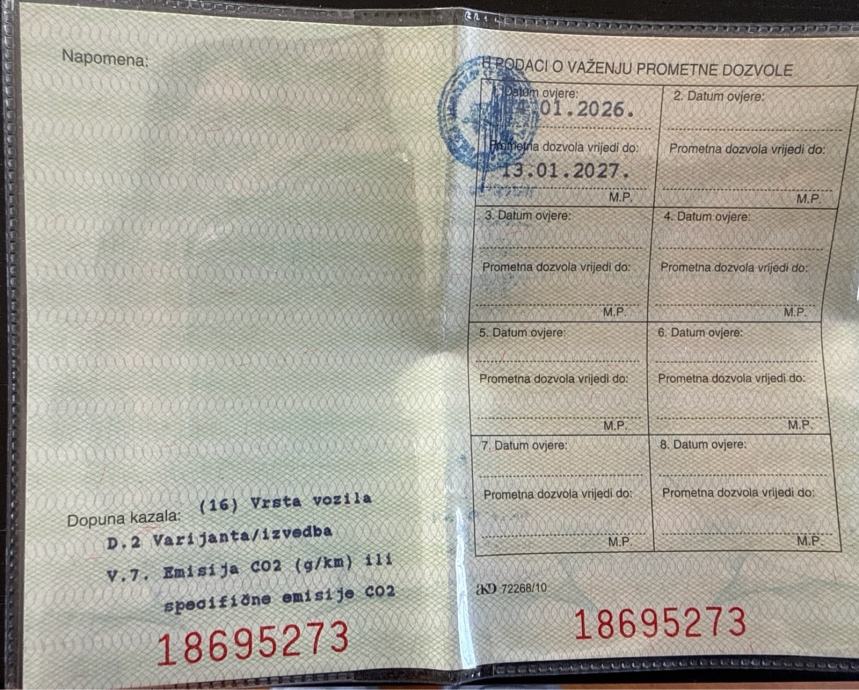 Napomena:
Dopuna kazala: (16) Vrsta vozila
D.2 Varijanta/izvedba
V.7. Emisija CO2 (g/km) ili
specifične emisije CO2
18695273
H PODACI O VAŽENJU PROMETNE DOZVOLE
1. Datum ovjere:
01.2026.
Prometna dozvola vrijedi do:
13.01.2027.
M.P.
2. Datum ovjere:
Prometna dozvola vrijedi do:
M.P.
3. Datum ovjere:
Prometna dozvola vrijedi do:
M.P.
4. Datum ovjere:
Prometna dozvola vrijedi do:
M.P.
5. Datum ovjere:
Prometna dozvola vrijedi do:
M.P.
6. Datum ovjere:
Prometna dozvola vrijedi do:
M.P.
7. Datum ovjere:
Prometna dozvola vrijedi do:
M.P.
8. Datum ovjere:
Prometna dozvola vrijedi do:
M.P.
72268/10
18695273